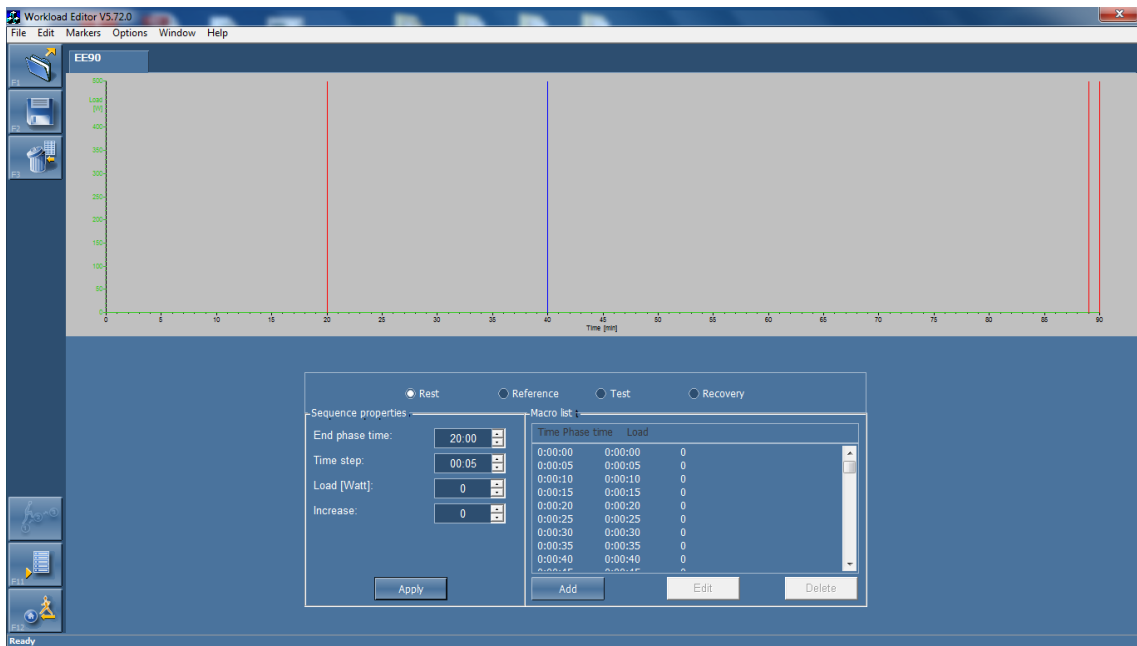 Workload Editor V5.72.0
File Edit Markers Options Window Help
EE90
F1
F2
F3
500
Load
[W]
400
350
300
250
200
150
100
50
0
0 5 10 15 20 25 30 35 40 45 50 55 60 65 70 75 80 85 90
Time [min]
Rest Reference Test Recovery
Sequence properties
Macro list :
End phase time: 20:00
Time step: 00:05
Load [Watt]: 0
Increase: 0
Apply
Time Phase time Load
0:00:00 0:00:00 0
0:00:05 0:00:05 0
0:00:10 0:00:10 0
0:00:15 0:00:15 0
0:00:20 0:00:20 0
0:00:25 0:00:25 0
0:00:30 0:00:30 0
0:00:35 0:00:35 0
0:00:40 0:00:40 0
Add Edit Delete
F11
F12
Ready